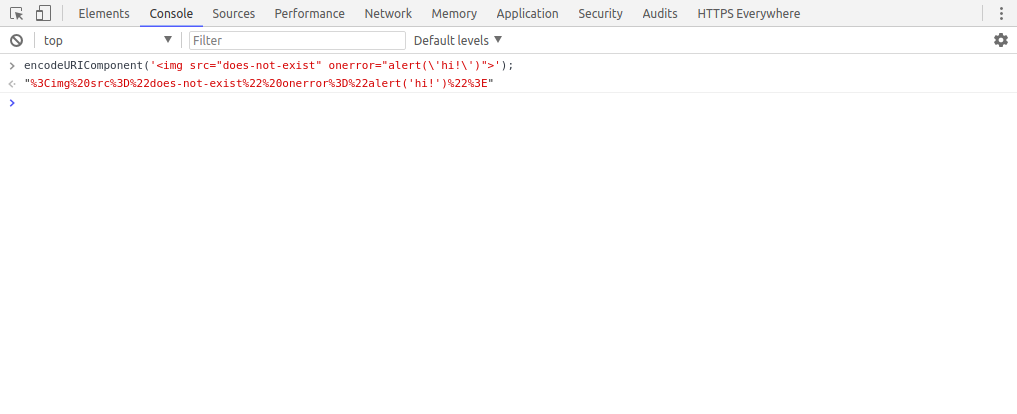 Elements Console Sources Performance Network Memory Application Security Audits HTTPS Everywhere
top Filter Default levels
encodeURIComponent('<img src="does-not-exist" onerror="alert(\'hi!\')">');
"%3Cimg%20src%3D%22does-not-exist%22%20onerror%3D%22alert('hi!')%22%3E"